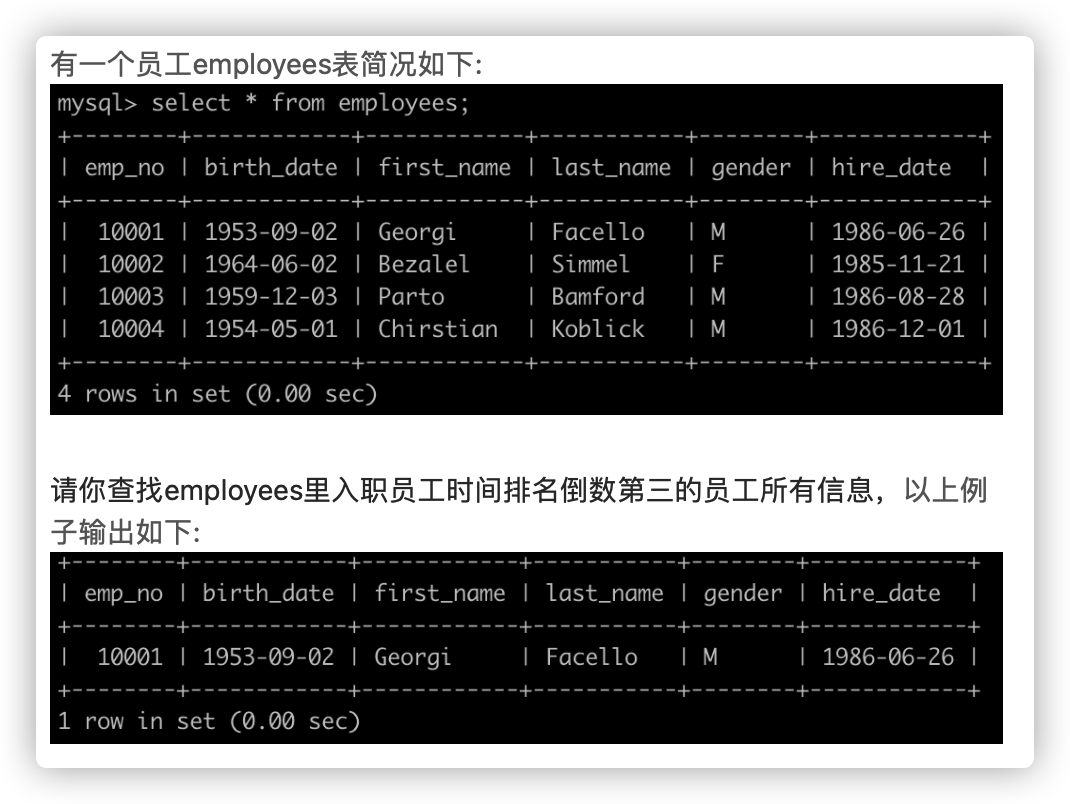 有一个员工employees表简况如下:
mysql> select * from employees;
+--------+------------+------------+-----------+--------+------------+
| emp_no | birth_date | first_name | last_name | gender | hire_date  |
+--------+------------+------------+-----------+--------+------------+
|  10001 | 1953-09-02 | Georgi     | Facello   | M      | 1986-06-26 |
|  10002 | 1964-06-02 | Bezalel    | Simmel    | F      | 1985-11-21 |
|  10003 | 1959-12-03 | Parto      | Bamford   | M      | 1986-08-28 |
|  10004 | 1954-05-01 | Chirstian  | Koblick   | M      | 1986-12-01 |
+--------+------------+------------+-----------+--------+------------+
4 rows in set (0.00 sec)
请你查找employees里入职员工时间排名倒数第三的员工所有信息，以上例
子输出如下:
+--------+------------+------------+-----------+--------+------------+
| emp_no | birth_date | first_name | last_name | gender | hire_date  |
+--------+------------+------------+-----------+--------+------------+
|  10001 | 1953-09-02 | Georgi     | Facello   | M      | 1986-06-26 |
+--------+------------+------------+-----------+--------+------------+
1 row in set (0.00 sec)